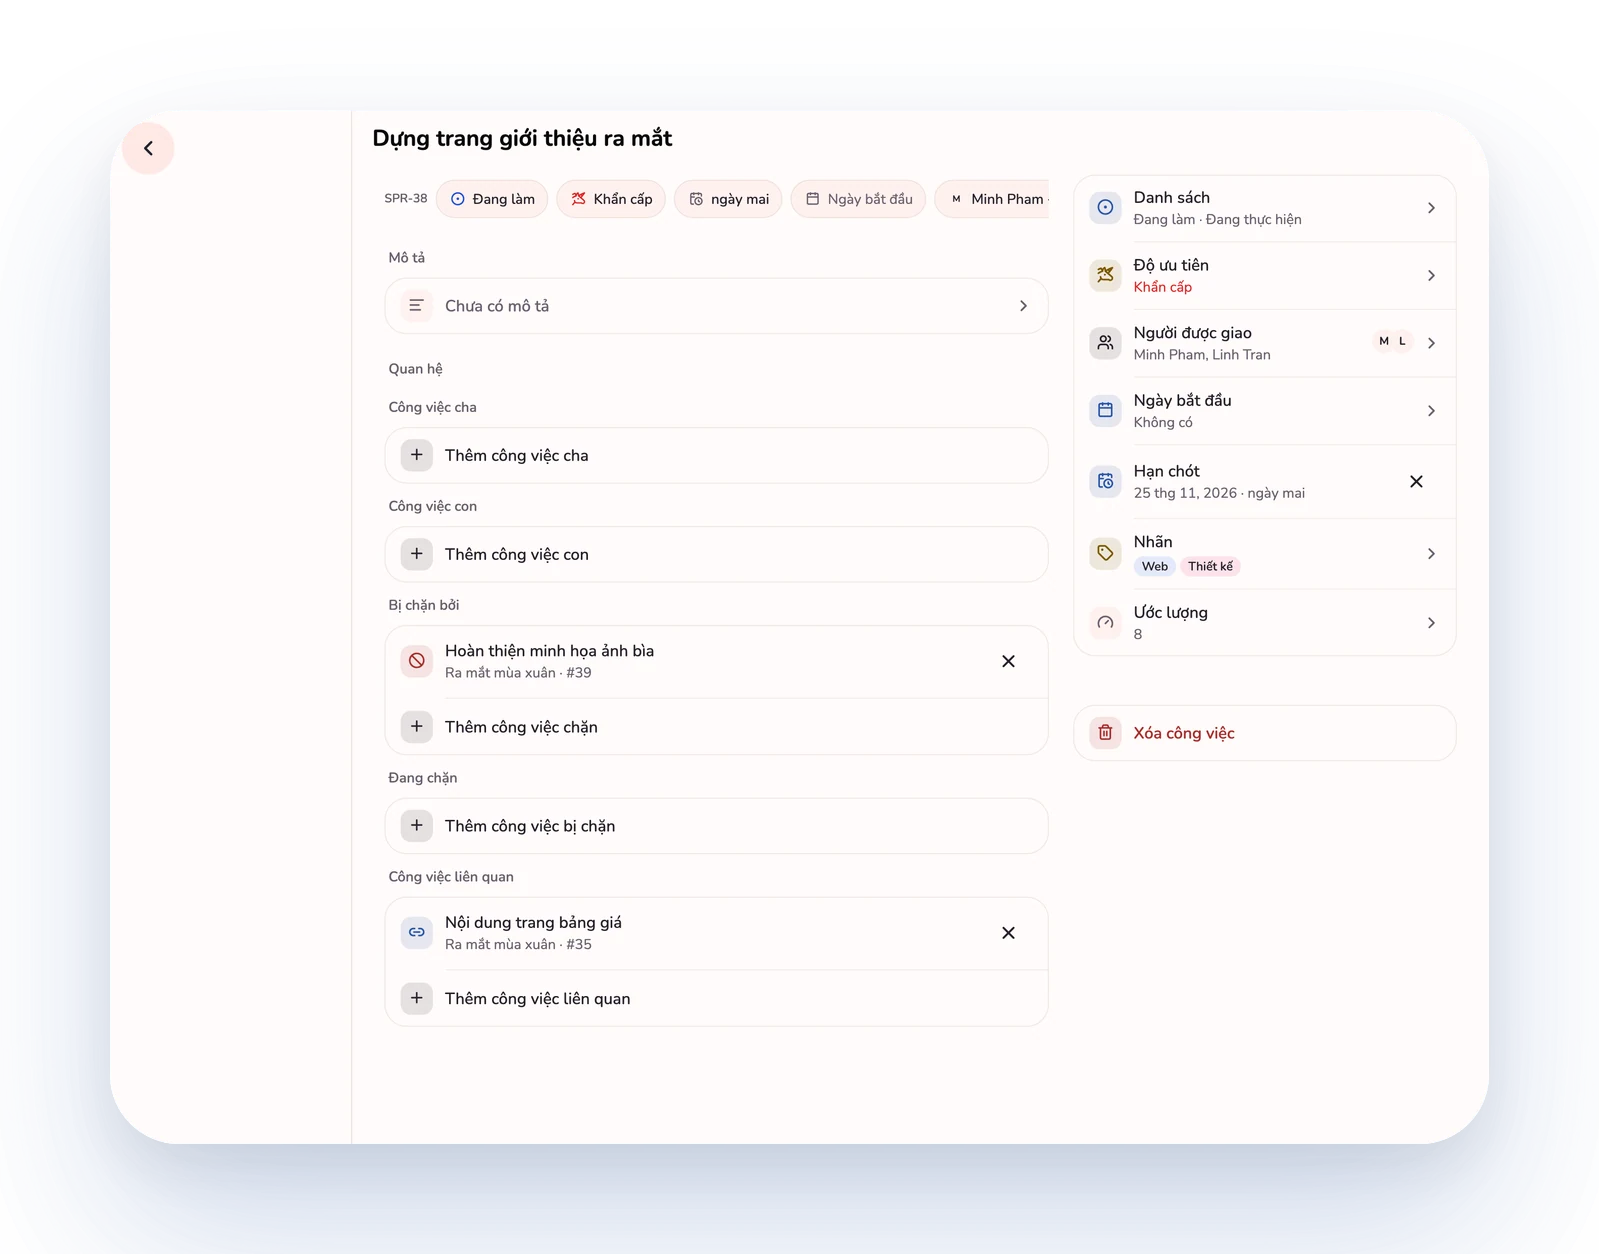 Dựng trang giới thiệu ra mắt
SPR-38
Đang làm
Khẩn cấp
ngày mai
Ngày bắt đầu
M Minh Pham
Mô tả
Chưa có mô tả
Quan hệ
Công việc cha
Thêm công việc cha
Công việc con
Thêm công việc con
Bị chặn bởi
Hoàn thiện minh họa ảnh bìa
Ra mắt mùa xuân · #39
Thêm công việc chặn
Đang chặn
Thêm công việc bị chặn
Công việc liên quan
Nội dung trang bảng giá
Ra mắt mùa xuân · #35
Thêm công việc liên quan
Danh sách
Đang làm · Đang thực hiện
Độ ưu tiên
Khẩn cấp
Người được giao
Minh Pham, Linh Tran
M L
Ngày bắt đầu
Không có
Hạn chót
25 thg 11, 2026 · ngày mai
Nhãn
Web
Thiết kế
Ước lượng
8
Xóa công việc